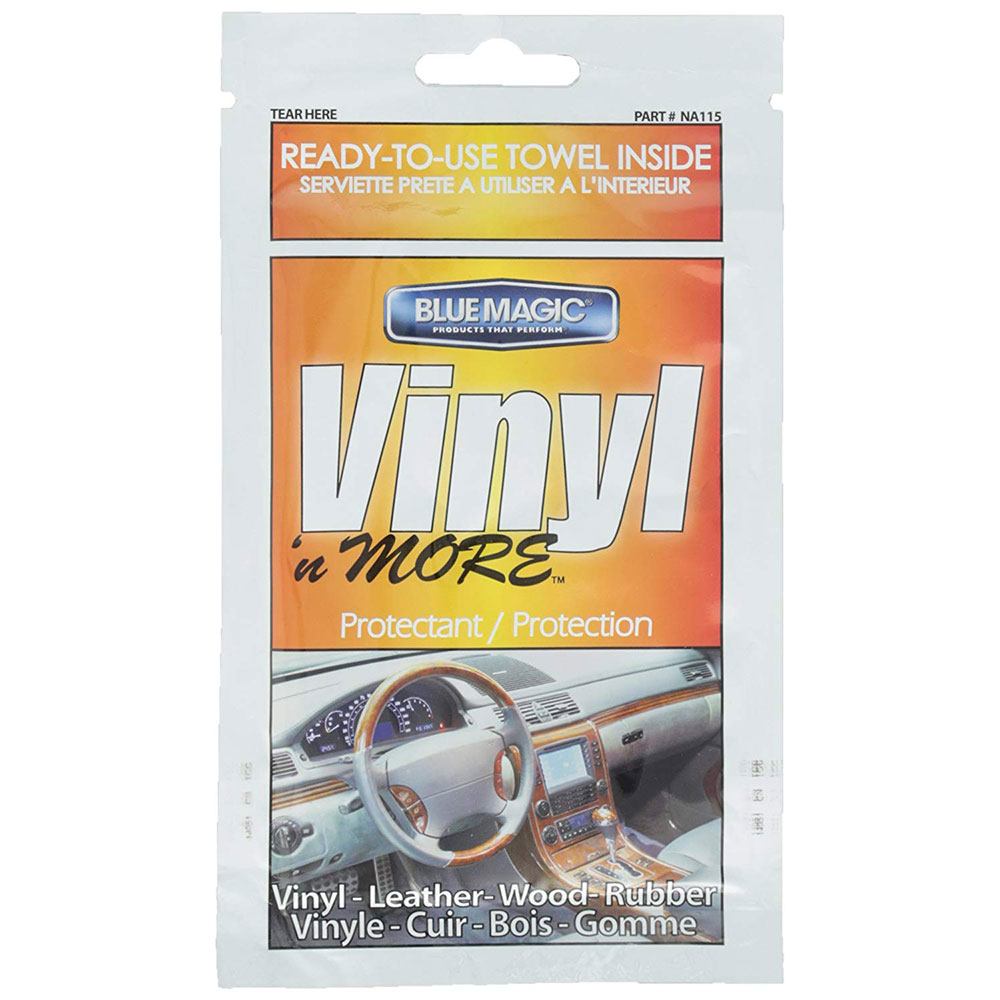 TEAR HERE PART # NA115
READY-TO-USE TOWEL INSIDE
SERVIETTE PRETE A UTILISER A L'INTERIEUR
BLUE MAGIC®
PRODUCTS THAT PERFORM
Vinyl
'n MORE™
Protectant / Protection
Vinyl - Leather - Wood - Rubber
Vinyle - Cuir - Bois - Gomme